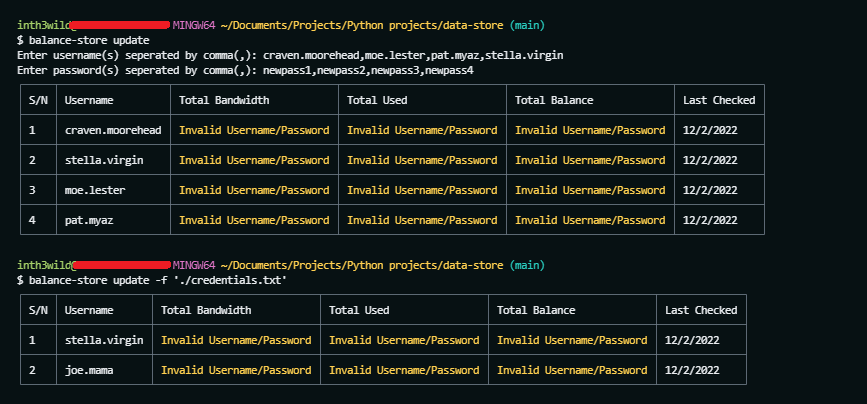 inth3wild@ MINGW64 ~/Documents/Projects/Python projects/data-store (main)
$ balance-store update
Enter username(s) seperated by comma(,): craven.moorehead,moe.lester,pat.myaz,stella.virgin
Enter password(s) seperated by comma(,): newpass1,newpass2,newpass3,newpass4
S/N Username Total Bandwidth Total Used Total Balance Last Checked
1 craven.moorehead Invalid Username/Password Invalid Username/Password Invalid Username/Password 12/2/2022
2 stella.virgin Invalid Username/Password Invalid Username/Password Invalid Username/Password 12/2/2022
3 moe.lester Invalid Username/Password Invalid Username/Password Invalid Username/Password 12/2/2022
4 pat.myaz Invalid Username/Password Invalid Username/Password Invalid Username/Password 12/2/2022
inth3wild@ MINGW64 ~/Documents/Projects/Python projects/data-store (main)
$ balance-store update -f './credentials.txt'
S/N Username Total Bandwidth Total Used Total Balance Last Checked
1 stella.virgin Invalid Username/Password Invalid Username/Password Invalid Username/Password 12/2/2022
2 joe.mama Invalid Username/Password Invalid Username/Password Invalid Username/Password 12/2/2022